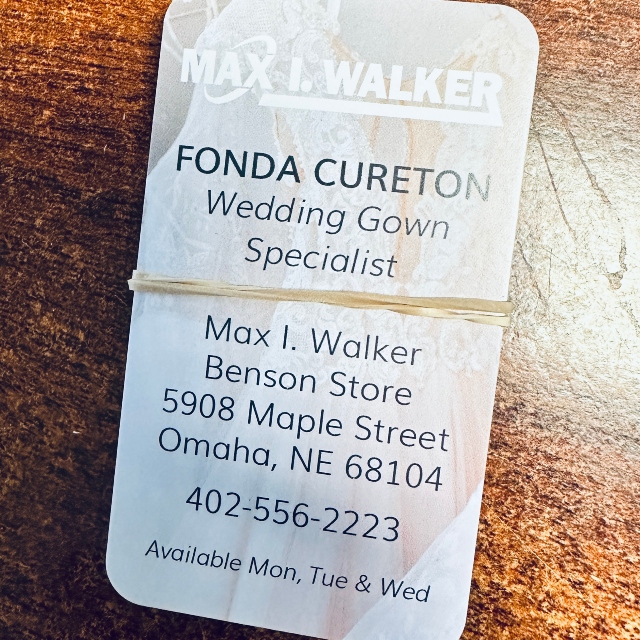 MAX I. WALKER
FONDA CURETON
Wedding Gown
Specialist
Max I. Walker
Benson Store
5908 Maple Street
Omaha, NE 68104
402-556-2223
Available Mon, Tue & Wed